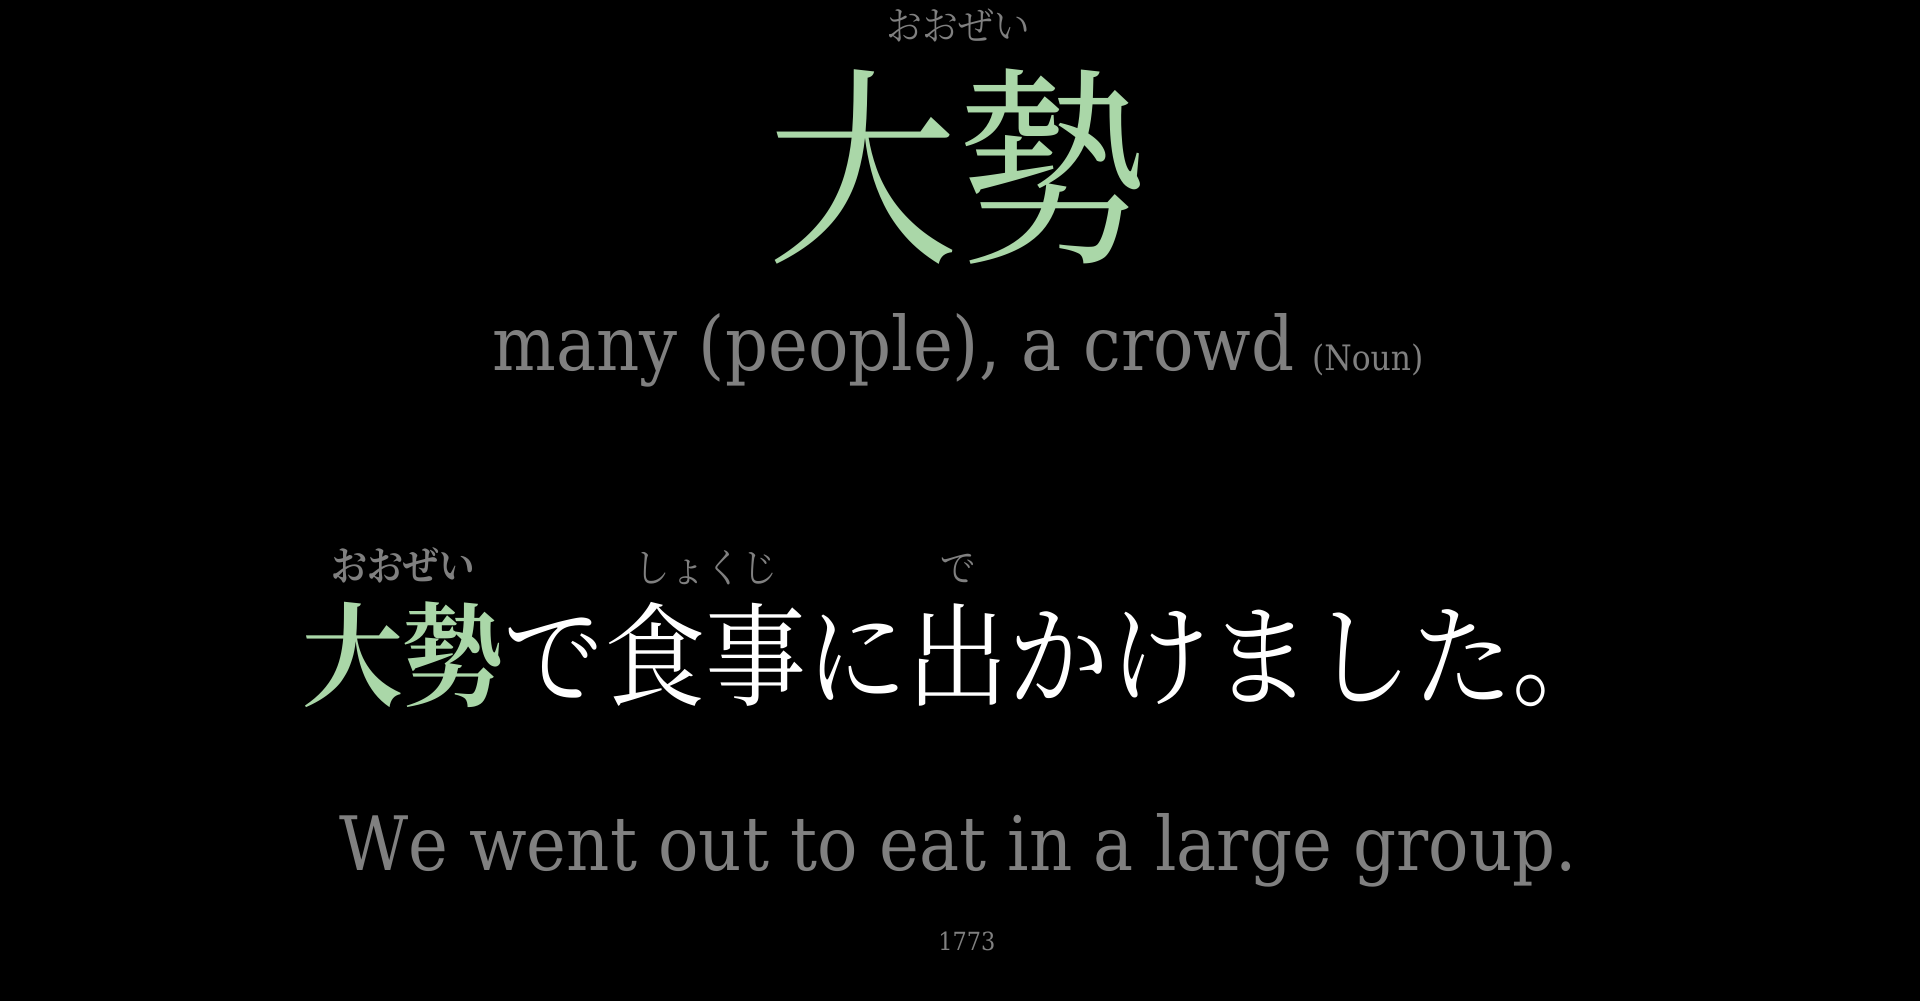 おおぜい
大勢
many (people), a crowd (Noun)
おおぜい しょくじ で
大勢で食事に出かけました。
We went out to eat in a large group.
1773